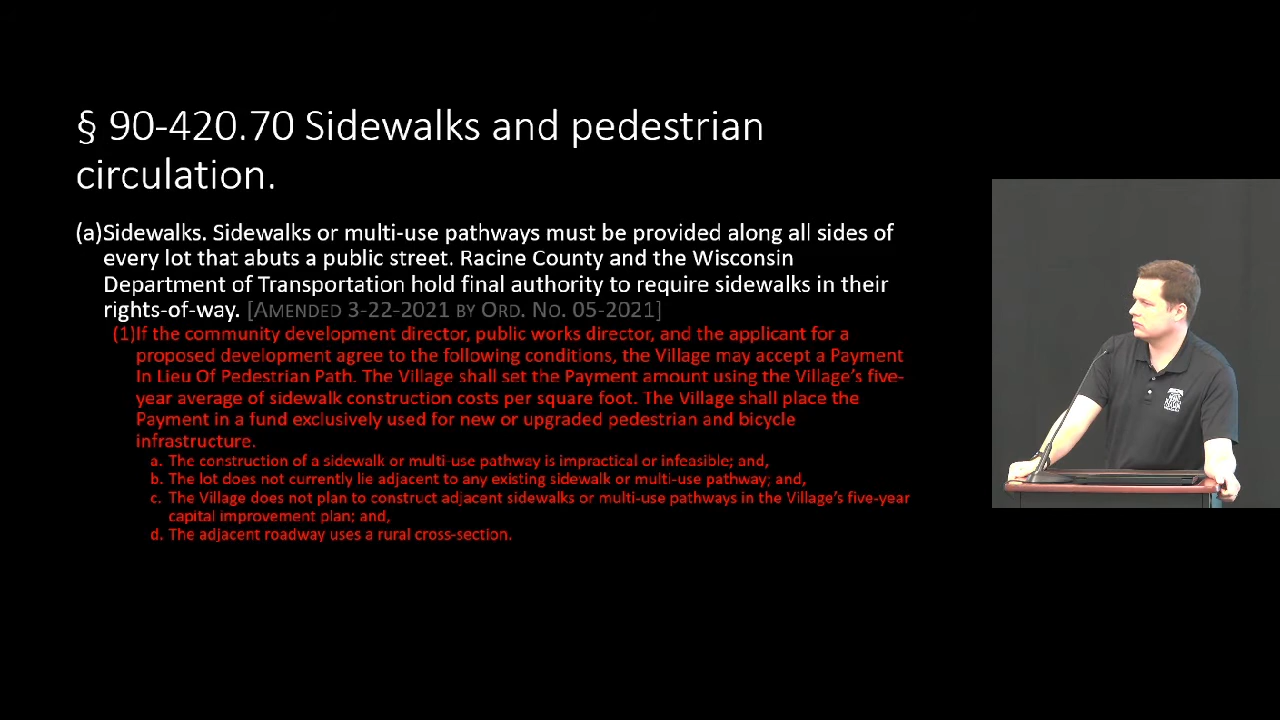 § 90-420.70 Sidewalks and pedestrian
circulation.
(a)Sidewalks. Sidewalks or multi-use pathways must be provided along all sides of
every lot that abuts a public street. Racine County and the Wisconsin
Department of Transportation hold final authority to require sidewalks in their
rights-of-way. [AMENDED 3-22-2021 BY ORD. NO. 05-2021]
(1)If the community development director, public works director, and the applicant for a
proposed development agree to the following conditions, the Village may accept a Payment
In Lieu Of Pedestrian Path. The Village shall set the Payment amount using the Village’s five-
year average of sidewalk construction costs per square foot. The Village shall place the
Payment in a fund exclusively used for new or upgraded pedestrian and bicycle
infrastructure.
a. The construction of a sidewalk or multi-use pathway is impractical or infeasible; and,
b. The lot does not currently lie adjacent to any existing sidewalk or multi-use pathway; and,
c. The Village does not plan to construct adjacent sidewalks or multi-use pathways in the Village’s five-year
capital improvement plan; and,
d. The adjacent roadway uses a rural cross-section.